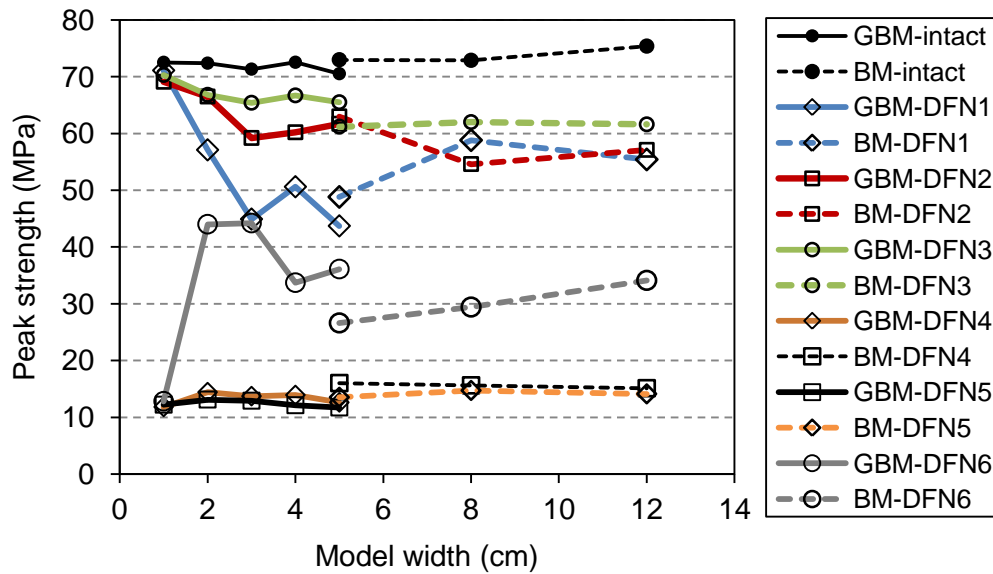 80
70
60
50
40
30
20
10
0
Peak strength (MPa)
0 2 4 6 8 10 12 14
Model width (cm)
GBM-intact
BM-intact
GBM-DFN1
BM-DFN1
GBM-DFN2
BM-DFN2
GBM-DFN3
BM-DFN3
GBM-DFN4
BM-DFN4
GBM-DFN5
BM-DFN5
GBM-DFN6
BM-DFN6